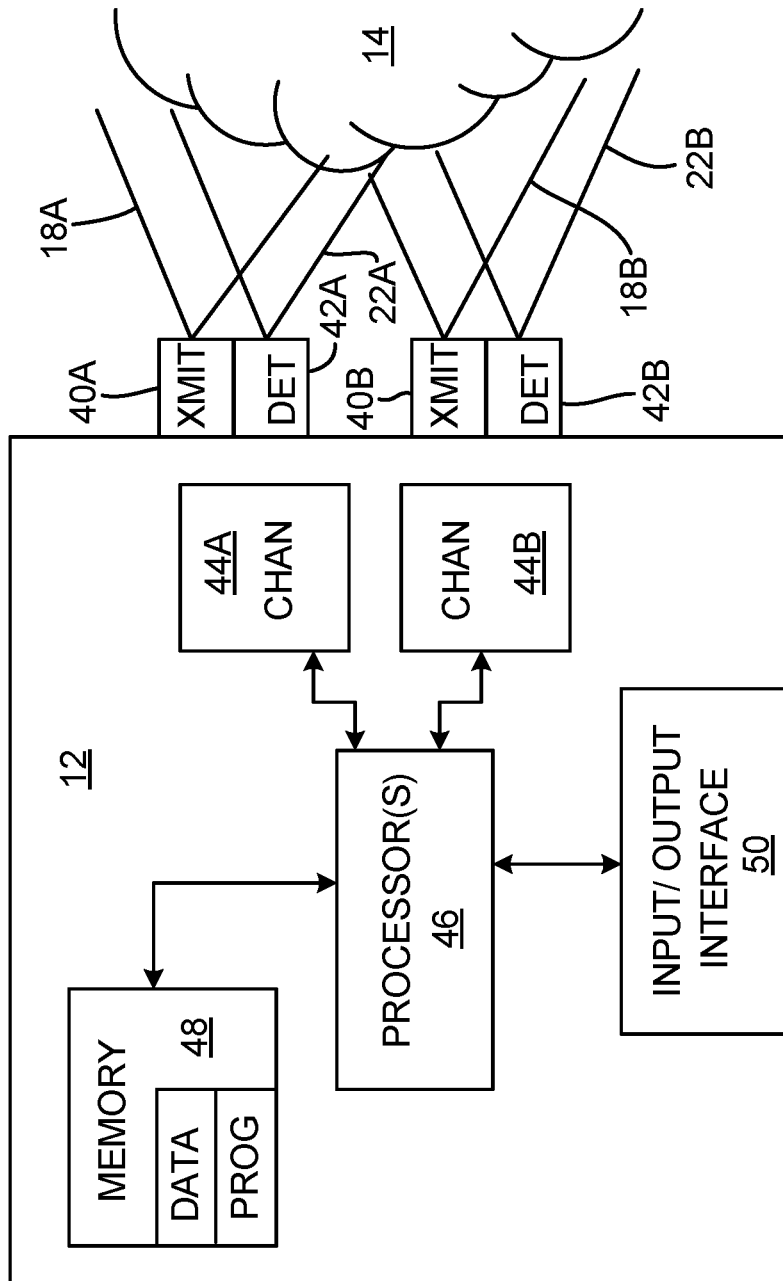 12
MEMORY
48
DATA
PROG
PROCESSOR(S)
46
INPUT/ OUTPUT
INTERFACE
50
44A
CHAN
CHAN
44B
40A
XMIT
DET
42A
22A
18A
40B
XMIT
DET
42B
18B
22B
14